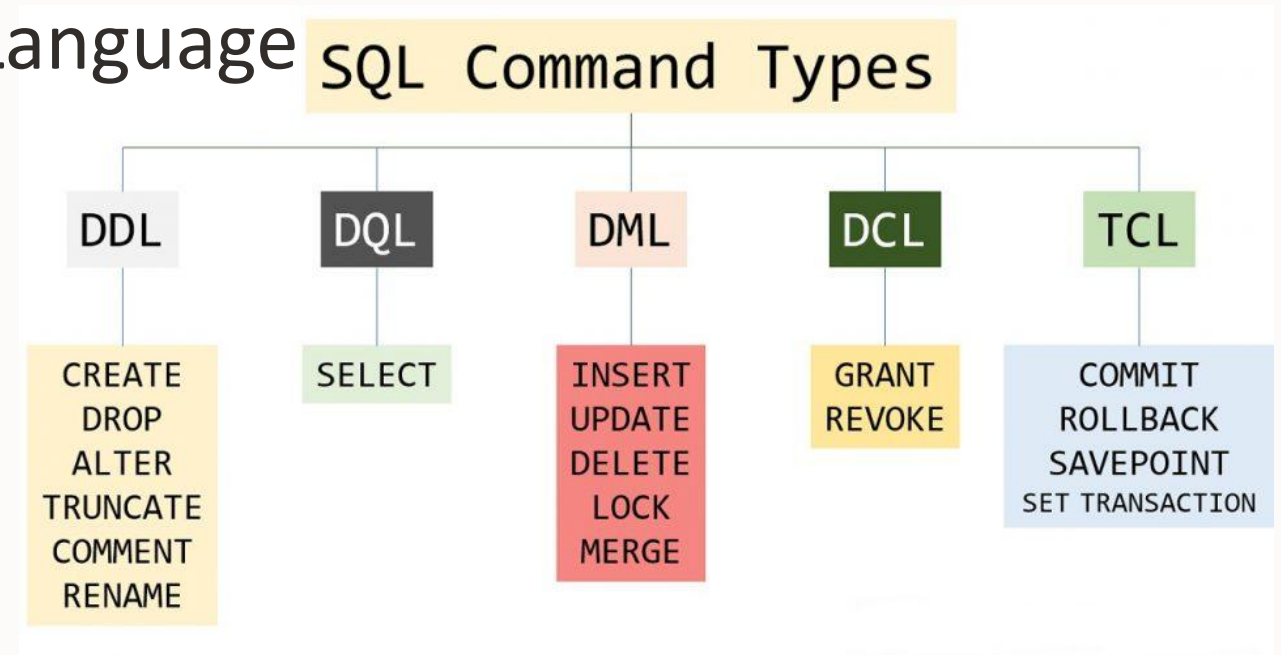 Language
SQL Command Types
DDL
DQL
DML
DCL
TCL
CREATE
DROP
ALTER
TRUNCATE
COMMENT
RENAME
SELECT
INSERT
UPDATE
DELETE
LOCK
MERGE
GRANT
REVOKE
COMMIT
ROLLBACK
SAVEPOINT
SET TRANSACTION